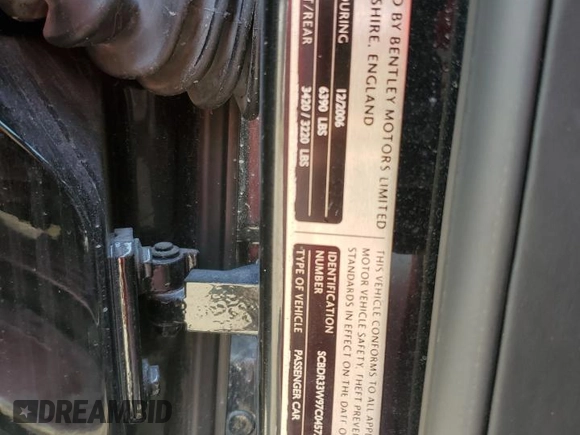 D BY BENTLEY MOTORS LIMITED
SHIRE, ENGLAND
URING 12/2006
6390 LBS
T/REAR 3420 / 3220 LBS
THIS VEHICLE CONFORMS TO ALL APP
MOTOR VEHICLE SAFETY, THEFT PREVE
STANDARDS IN EFFECT ON THE DATE O
IDENTIFICATION
NUMBER SCBDR33W97C0457
TYPE OF VEHICLE PASSENGER CAR
DREAMBID